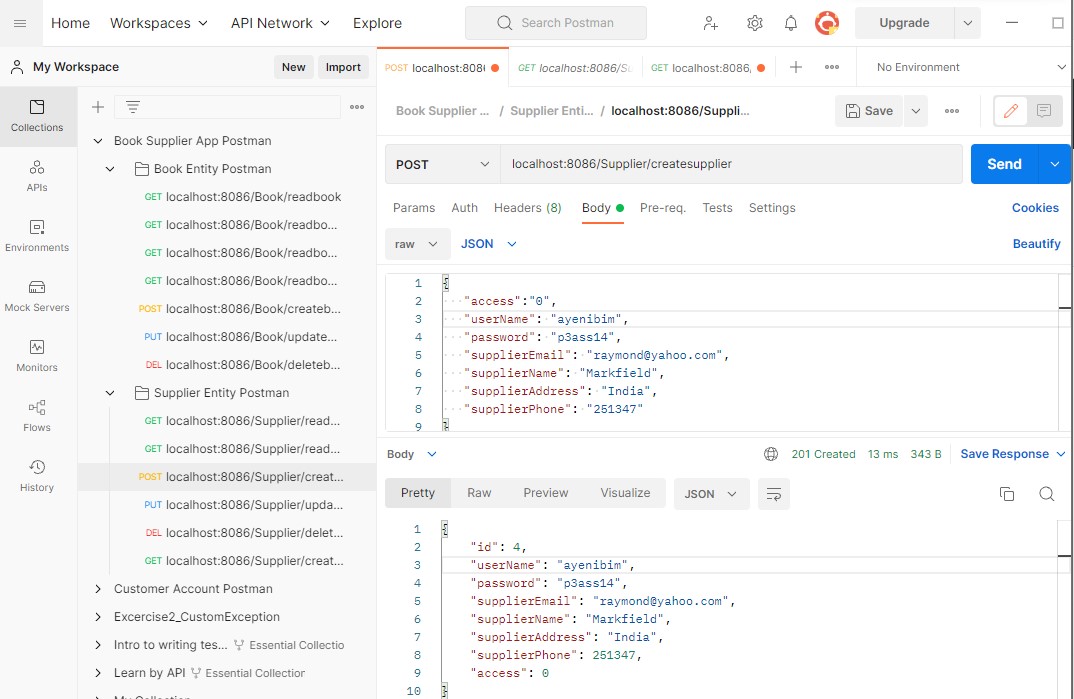 Home Workspaces API Network Explore Search Postman Upgrade
My Workspace New Import POST localhost:8086 GET localhost:8086/Su GET localhost:8086, No Environment
Collections
APIs
Environments
Mock Servers
Monitors
Flows
History
Book Supplier App Postman
Book Entity Postman
GET localhost:8086/Book/readbook
GET localhost:8086/Book/readbo...
GET localhost:8086/Book/readbo...
GET localhost:8086/Book/readbo...
POST localhost:8086/Book/createb...
PUT localhost:8086/Book/update...
DEL localhost:8086/Book/deleteb...
Supplier Entity Postman
GET localhost:8086/Supplier/read...
GET localhost:8086/Supplier/read...
POST localhost:8086/Supplier/creat...
PUT localhost:8086/Supplier/upda...
DEL localhost:8086/Supplier/delet...
GET localhost:8086/Supplier/creat...
Customer Account Postman
Excercise2_CustomException
Intro to writing tes... Essential Collectio
Learn by API Essential Collection
My Collection
Book Supplier ... / Supplier Enti... / localhost:8086/Suppli... Save
POST localhost:8086/Supplier/createsupplier Send
Params Auth Headers (8) Body Pre-req. Tests Settings Cookies
raw JSON Beautify
1 {
2 "access":"0",
3 "userName": "ayenibim",
4 "password": "p3ass14",
5 "supplierEmail": "raymond@yahoo.com",
6 "supplierName": "Markfield",
7 "supplierAddress": "India",
8 "supplierPhone": "251347"
9 }
Body 201 Created 13 ms 343 B Save Response
Pretty Raw Preview Visualize JSON
1 {
2 "id": 4,
3 "userName": "ayenibim",
4 "password": "p3ass14",
5 "supplierEmail": "raymond@yahoo.com",
6 "supplierName": "Markfield",
7 "supplierAddress": "India",
8 "supplierPhone": 251347,
9 "access": 0
10 }